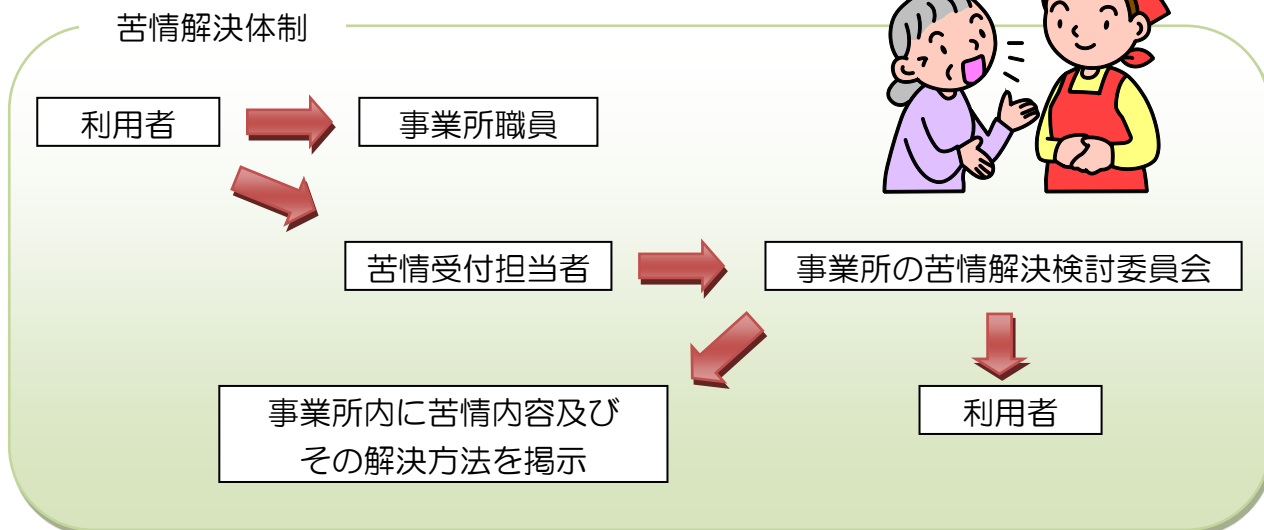 苦情解決体制
利用者
事業所職員
苦情受付担当者
事業所の苦情解決検討委員会
事業所内に苦情内容及び
その解決方法を掲示
利用者